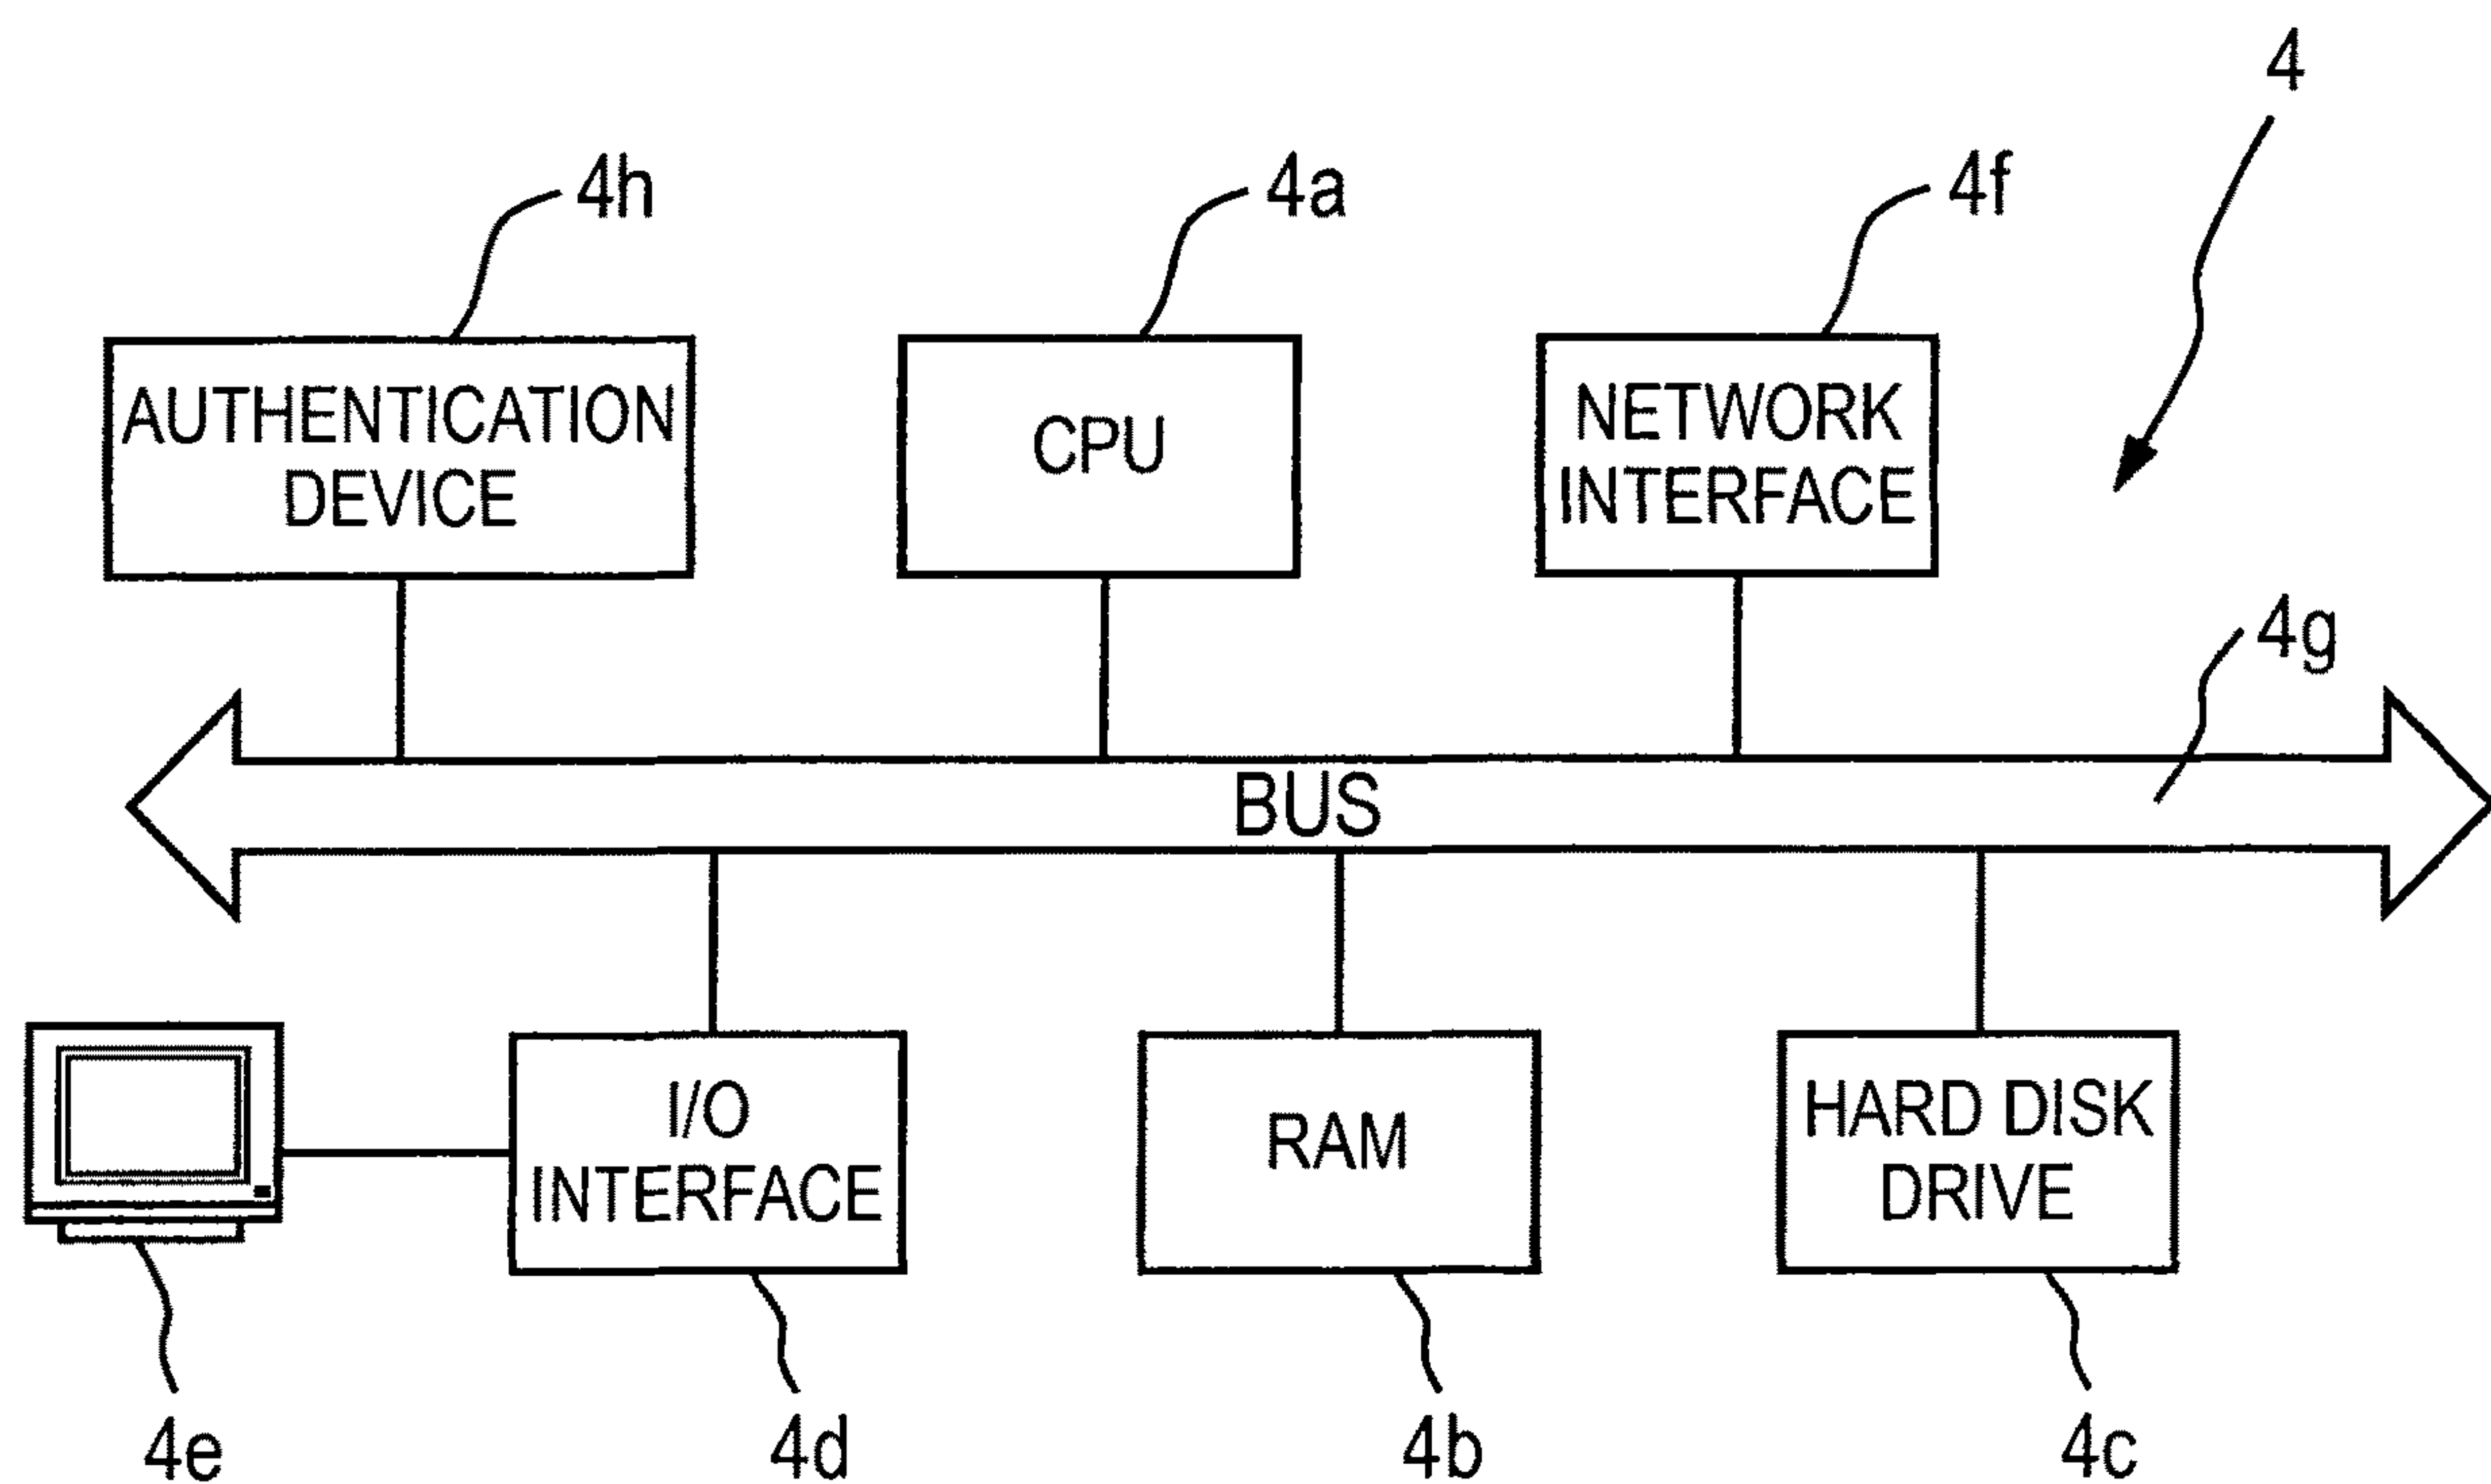 4
4h
4a
4f
AUTHENTICATION
DEVICE
CPU
NETWORK
INTERFACE
4g
BUS
I/O
INTERFACE
RAM
HARD DISK
DRIVE
4e
4d
4b
4c